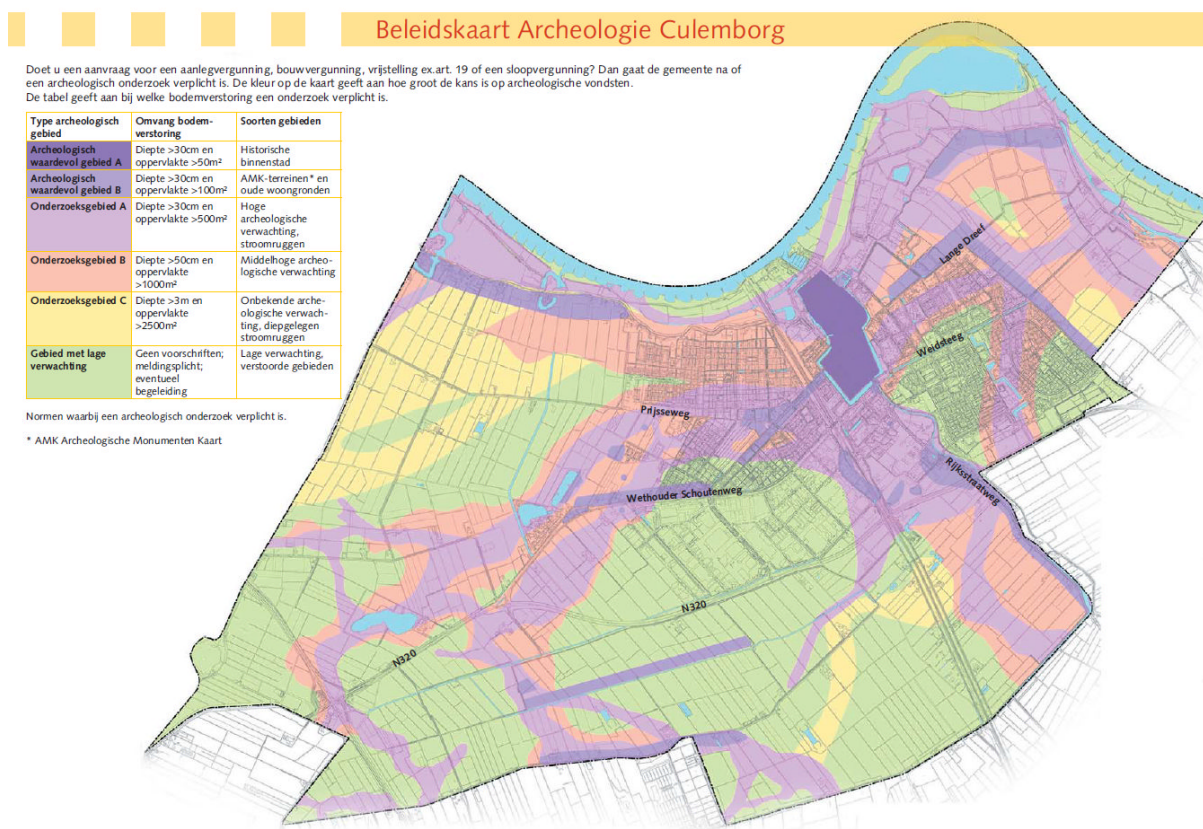 Beleidskaart Archeologie Culemborg
Doet u een aanvraag voor een aanlegvergunning, bouwvergunning, vrijstelling ex.art. 19 of een sloopvergunning? Dan gaat de gemeente na of
een archeologisch onderzoek verplicht is. De kleur op de kaart geeft aan hoe groot de kans is op archeologische vondsten.
De tabel geeft aan bij welke bodemverstoring een onderzoek verplicht is.
Type archeologisch
gebied
Omvang bodem-
verstoring
Soorten gebieden
Archeologisch
waardevol gebied A
Diepte >30cm en
oppervlakte >50m²
Historische
binnenstad
Archeologisch
waardevol gebied B
Diepte >30cm en
oppervlakte >100m²
AMK-terreinen* en
oude woongronden
Onderzoeksgebied A
Diepte >30cm en
oppervlakte >500m²
Hoge
archeologische
verwachting,
stroomruggen
Onderzoeksgebied B
Diepte >50cm en
oppervlakte
>1000m²
Middelhoge archeo-
logische verwachting
Onderzoeksgebied C
Diepte >3m en
oppervlakte
>2500m²
Onbekende arche-
ologische verwach-
ting, diepgelegen
stroomruggen
Gebied met lage
verwachting
Geen voorschriften;
meldingsplicht;
eventueel
begeleiding
Lage verwachting,
verstoorde gebieden
Normen waarbij een archeologisch onderzoek verplicht is.
* AMK Archeologische Monumenten Kaart
Lange Dreef
Weidsteeg
Prijsseweg
Rijksstraatweg
Wethouder Schoutenweg
N320
N320